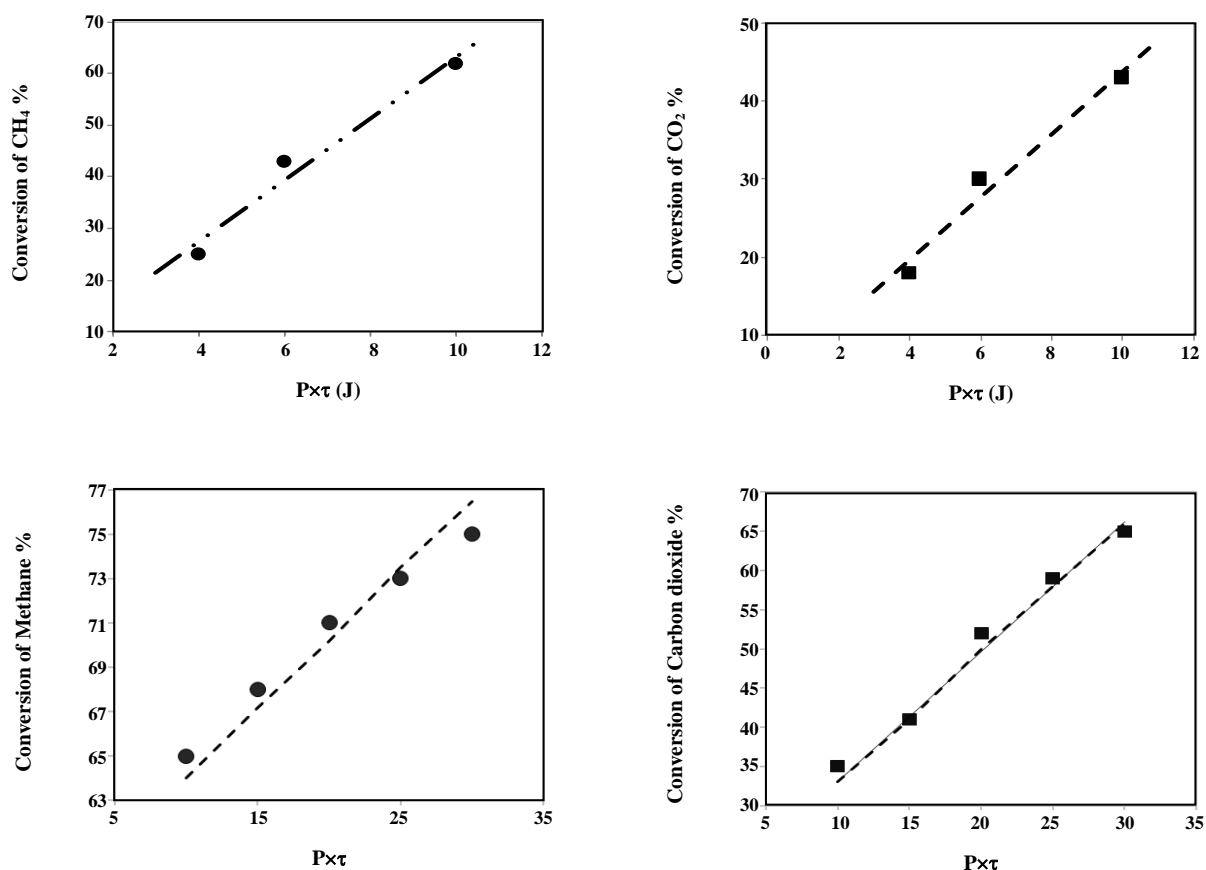 70
60
50
40
30
20
10
2 4 6 8 10 12
Conversion of CH₄ %
P×τ (J)
50
40
30
20
10
0 2 4 6 8 10 12
Conversion of CO₂ %
P×τ (J)
77
75
73
71
69
67
65
63
5 15 25 35
Conversion of Methane %
P×τ
70
65
60
55
50
45
40
35
30
5 10 15 20 25 30 35
Conversion of Carbon dioxide %
P×τ